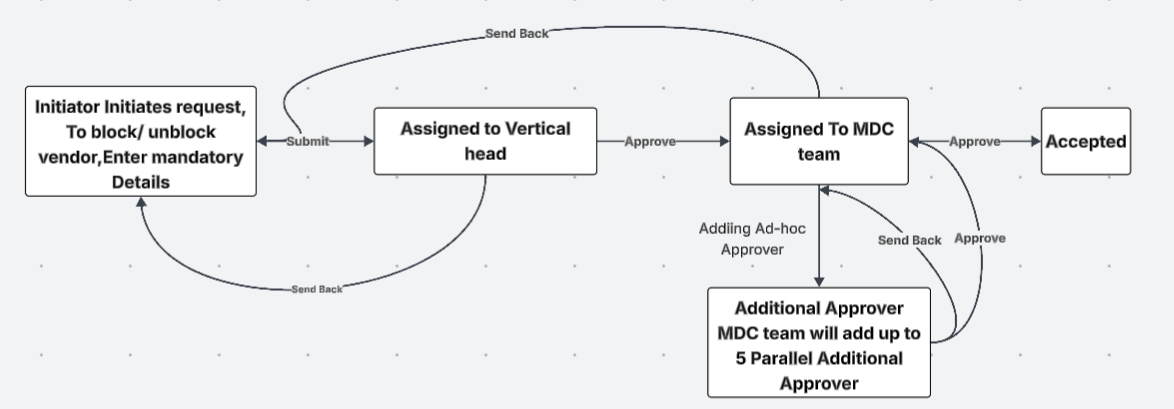 Send Back
Initiator Initiates request,
To block/ unblock
vendor,Enter mandatory
Details
Submit
Assigned to Vertical
head
Approve
Assigned To MDC
team
Approve
Accepted
Addiing Ad-hoc
Approver
Send Back
Approve
Send Back
Additional Approver
MDC team will add up to
5 Parallel Additional
Approver